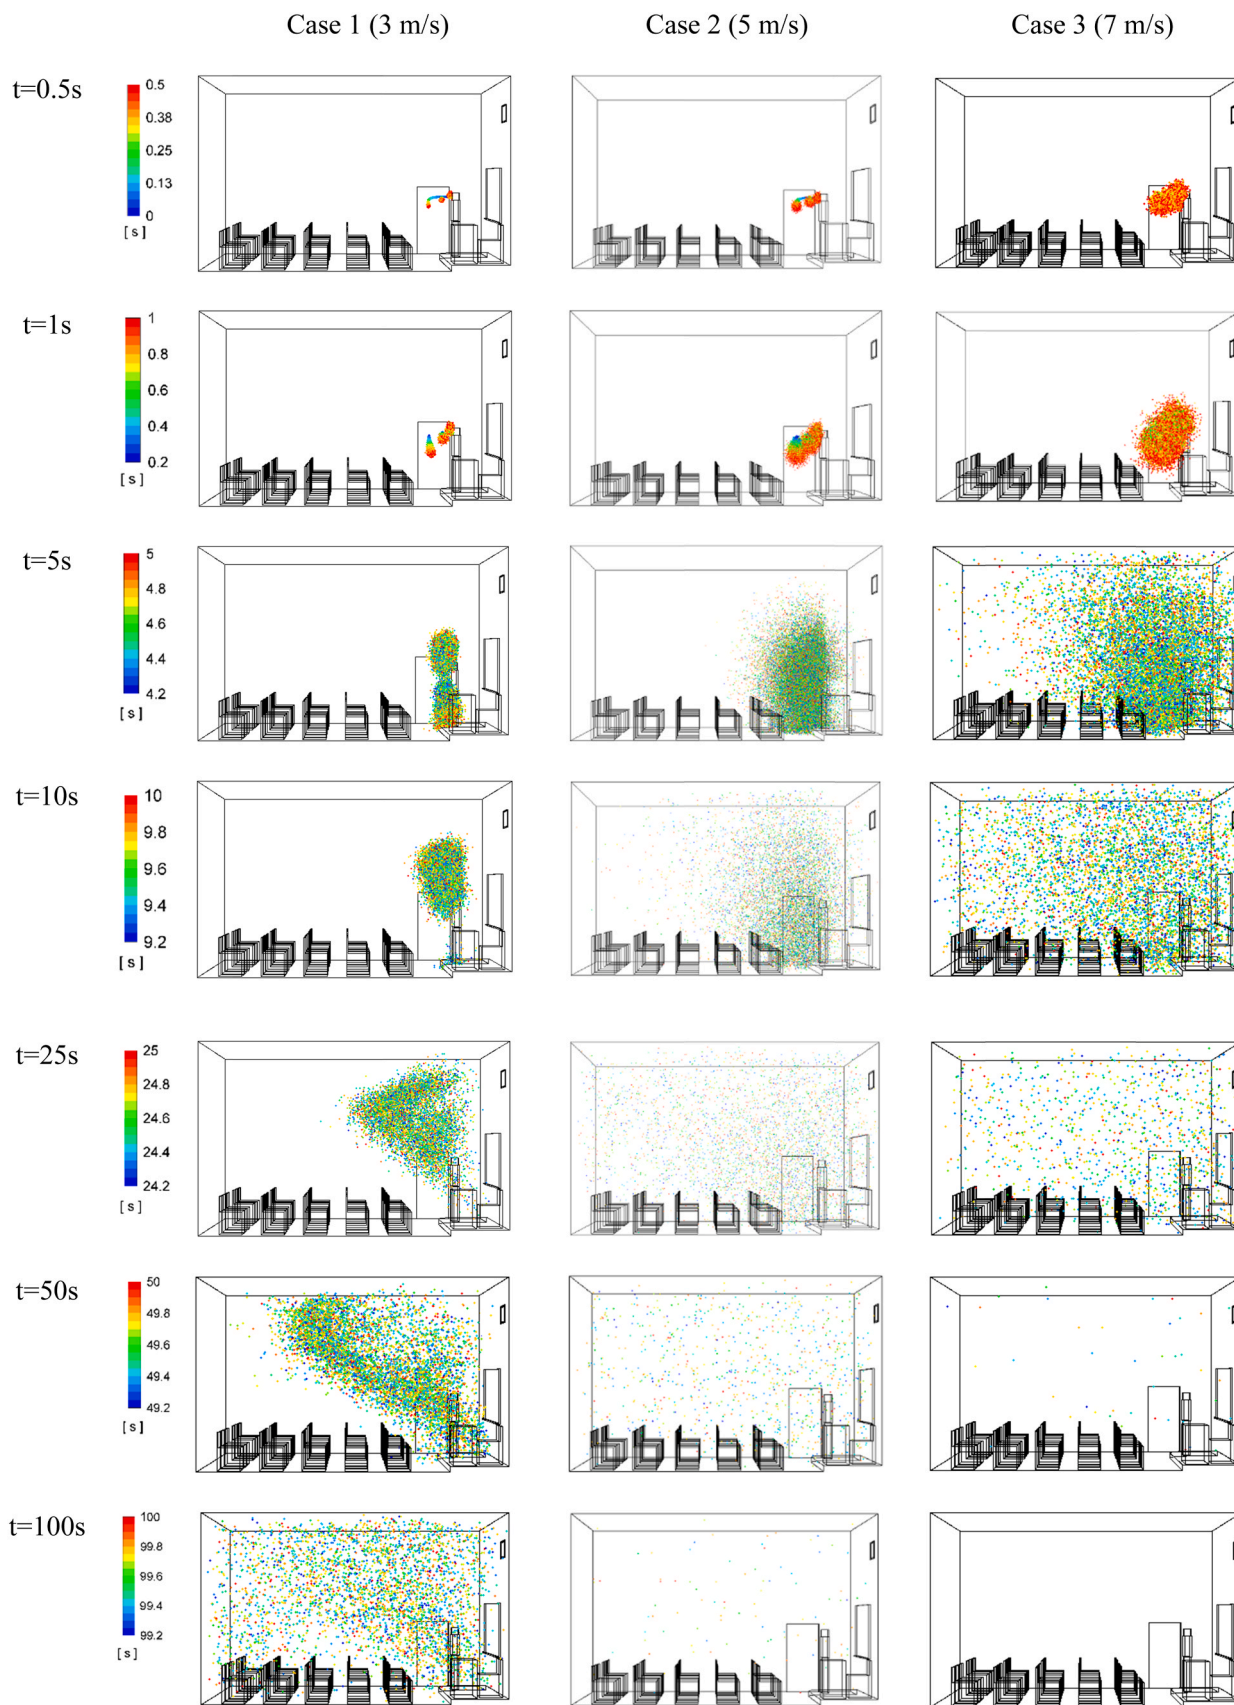 Case 1 (3 m/s) Case 2 (5 m/s) Case 3 (7 m/s)
t=0.5s
0.5
0.38
0.25
0.13
0
[ s ]
t=1s
1
0.8
0.6
0.4
0.2
[ s ]
t=5s
5
4.8
4.6
4.4
4.2
[ s ]
t=10s
10
9.8
9.6
9.4
9.2
[ s ]
t=25s
25
24.8
24.6
24.4
24.2
[ s ]
t=50s
50
49.8
49.6
49.4
49.2
[ s ]
t=100s
100
99.8
99.6
99.4
99.2
[ s ]